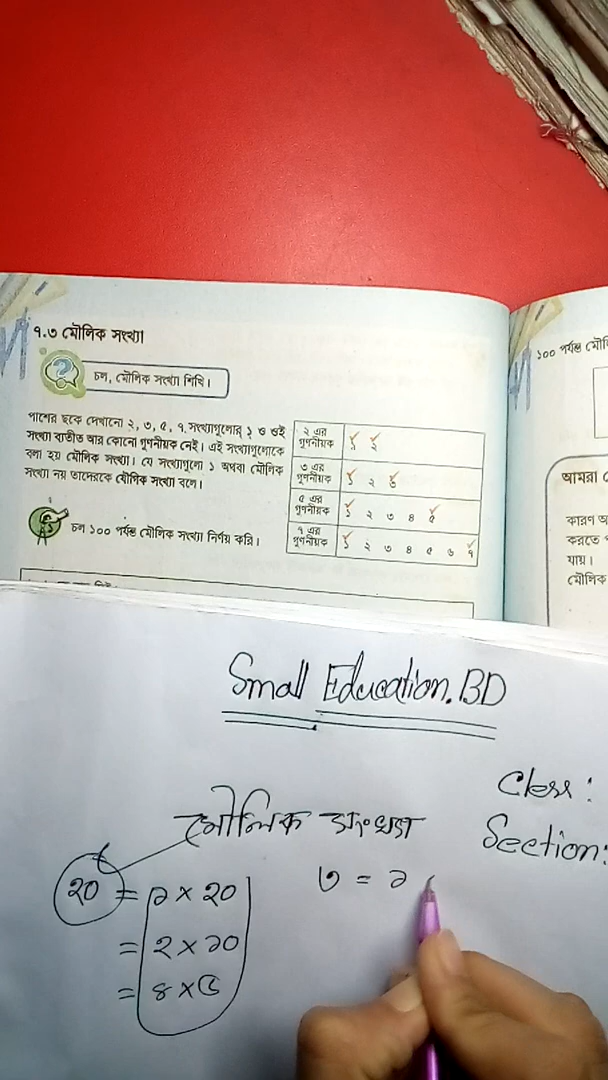 ৭.৩ মৌলিক সংখ্যা
চল, মৌলিক সংখ্যা শিখি।
পাশের ছকে দেখানো ২, ৩, ৫, ৭ সংখ্যাগুলোর ১ ও ওই
সংখ্যা ব্যতীত আর কোনো গুণনীয়ক নেই। এই সংখ্যাগুলোকে
বলা হয় মৌলিক সংখ্যা। যে সংখ্যাগুলো ১ অথবা মৌলিক
সংখ্যা নয় তাদেরকে যৌগিক সংখ্যা বলে।
২ এর গুণনীয়ক ১ ২
৩ এর গুণনীয়ক ১ ২ ৩
৫ এর গুণনীয়ক ১ ২ ৩ ৪ ৫
৭ এর গুণনীয়ক ১ ২ ৩ ৪ ৫ ৬ ৭
চল ১০০ পর্যন্ত মৌলিক সংখ্যা নির্ণয় করি।
১০০ পর্যন্ত মৌলি
আমরা
কারণ
করতে
যায়।
মৌলিক
Small Education.BD
Class:
Section:
মৌলিক সংখ্যা
২০ = ১ × ২০
= ২ × ১০
= ৪ × ৫
৩ = ১